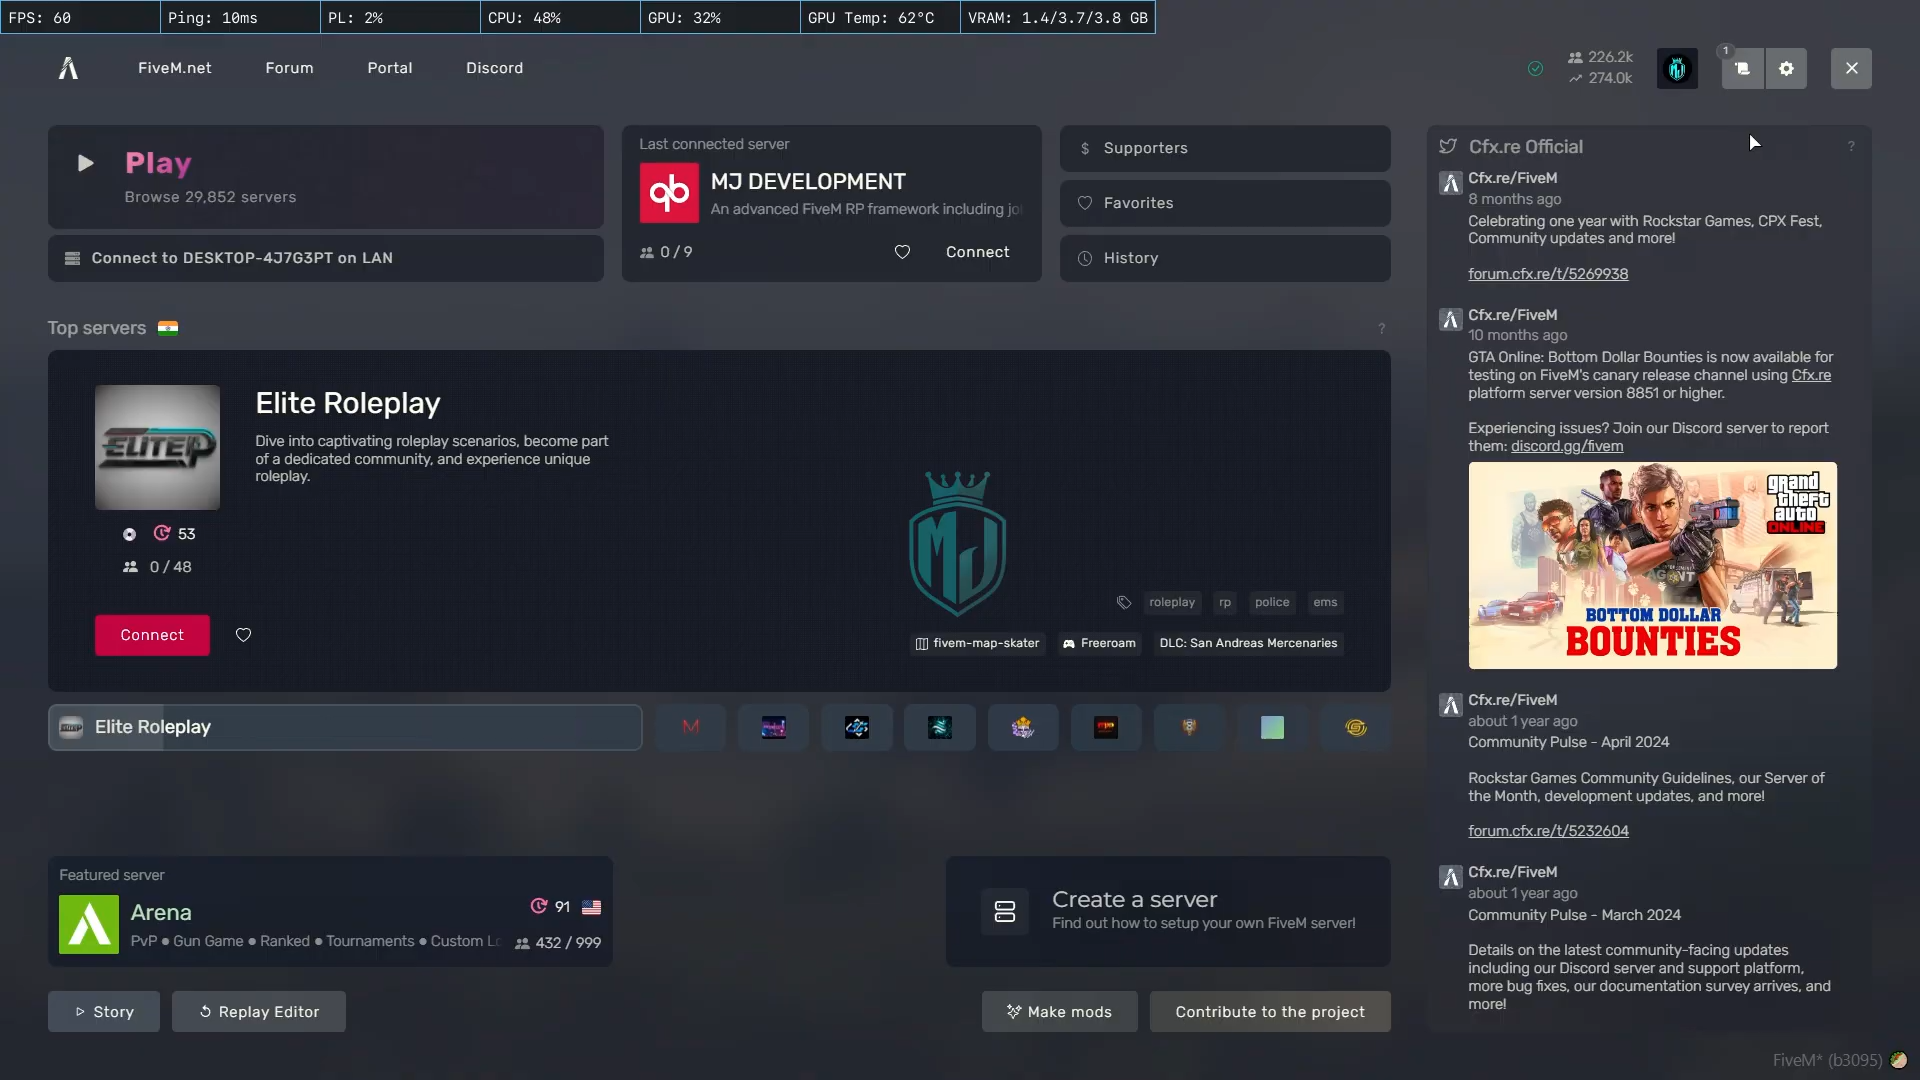 FPS: 60
Ping: 10ms
PL: 2%
CPU: 48%
GPU: 32%
GPU Temp: 62°C
VRAM: 1.4/3.7/3.8 GB
FiveM.net
Forum
Portal
Discord
226.2k
274.0k
MJ
1
Play
Browse 29,852 servers
Connect to DESKTOP-4J7G3PT on LAN
Last connected server
qb
MJ DEVELOPMENT
An advanced FiveM RP framework including jo
0 / 9
Connect
$ Supporters
Favorites
History
Top servers
?
ELITEP
Elite Roleplay
Dive into captivating roleplay scenarios, become part
of a dedicated community, and experience unique
roleplay.
53
0 / 48
Connect
MJ
roleplay
rp
police
ems
fivem-map-skater
Freeroam
DLC: San Andreas Mercenaries
Elite Roleplay
M
Featured server
Arena
PvP ● Gun Game ● Ranked ● Tournaments ● Custom Lo
91
432 / 999
Create a server
Find out how to setup your own FiveM server!
Story
Replay Editor
Make mods
Contribute to the project
Cfx.re Official
?
Cfx.re/FiveM
8 months ago
Celebrating one year with Rockstar Games, CPX Fest,
Community updates and more!
forum.cfx.re/t/5269938
Cfx.re/FiveM
10 months ago
GTA Online: Bottom Dollar Bounties is now available for
testing on FiveM's canary release channel using Cfx.re
platform server version 8851 or higher.
Experiencing issues? Join our Discord server to report
them: discord.gg/fivem
grand
theft
auto
ONLINE
AGENT
BOTTOM DOLLAR
BOUNTIES
Cfx.re/FiveM
about 1 year ago
Community Pulse - April 2024
Rockstar Games Community Guidelines, our Server of
the Month, development updates, and more!
forum.cfx.re/t/5232604
Cfx.re/FiveM
about 1 year ago
Community Pulse - March 2024
Details on the latest community-facing updates
including our Discord server and support platform,
more bug fixes, our documentation survey arrives, and
more!
FiveM* (b3095)